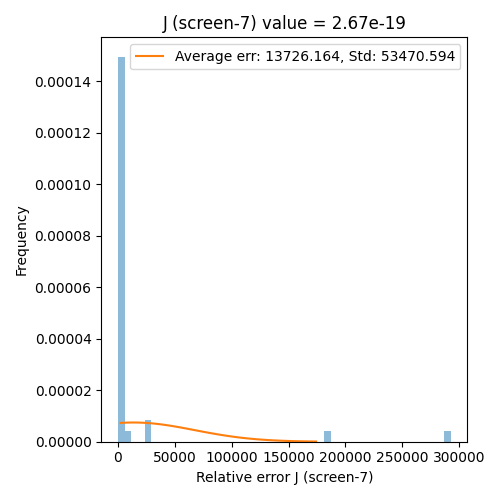 J (screen-7) value = 2.67e-19
Average err: 13726.164, Std: 53470.594
0.00014
0.00012
0.00010
0.00008
0.00006
0.00004
0.00002
0.00000
Frequency
0 50000 100000 150000 200000 250000 300000
Relative error J (screen-7)